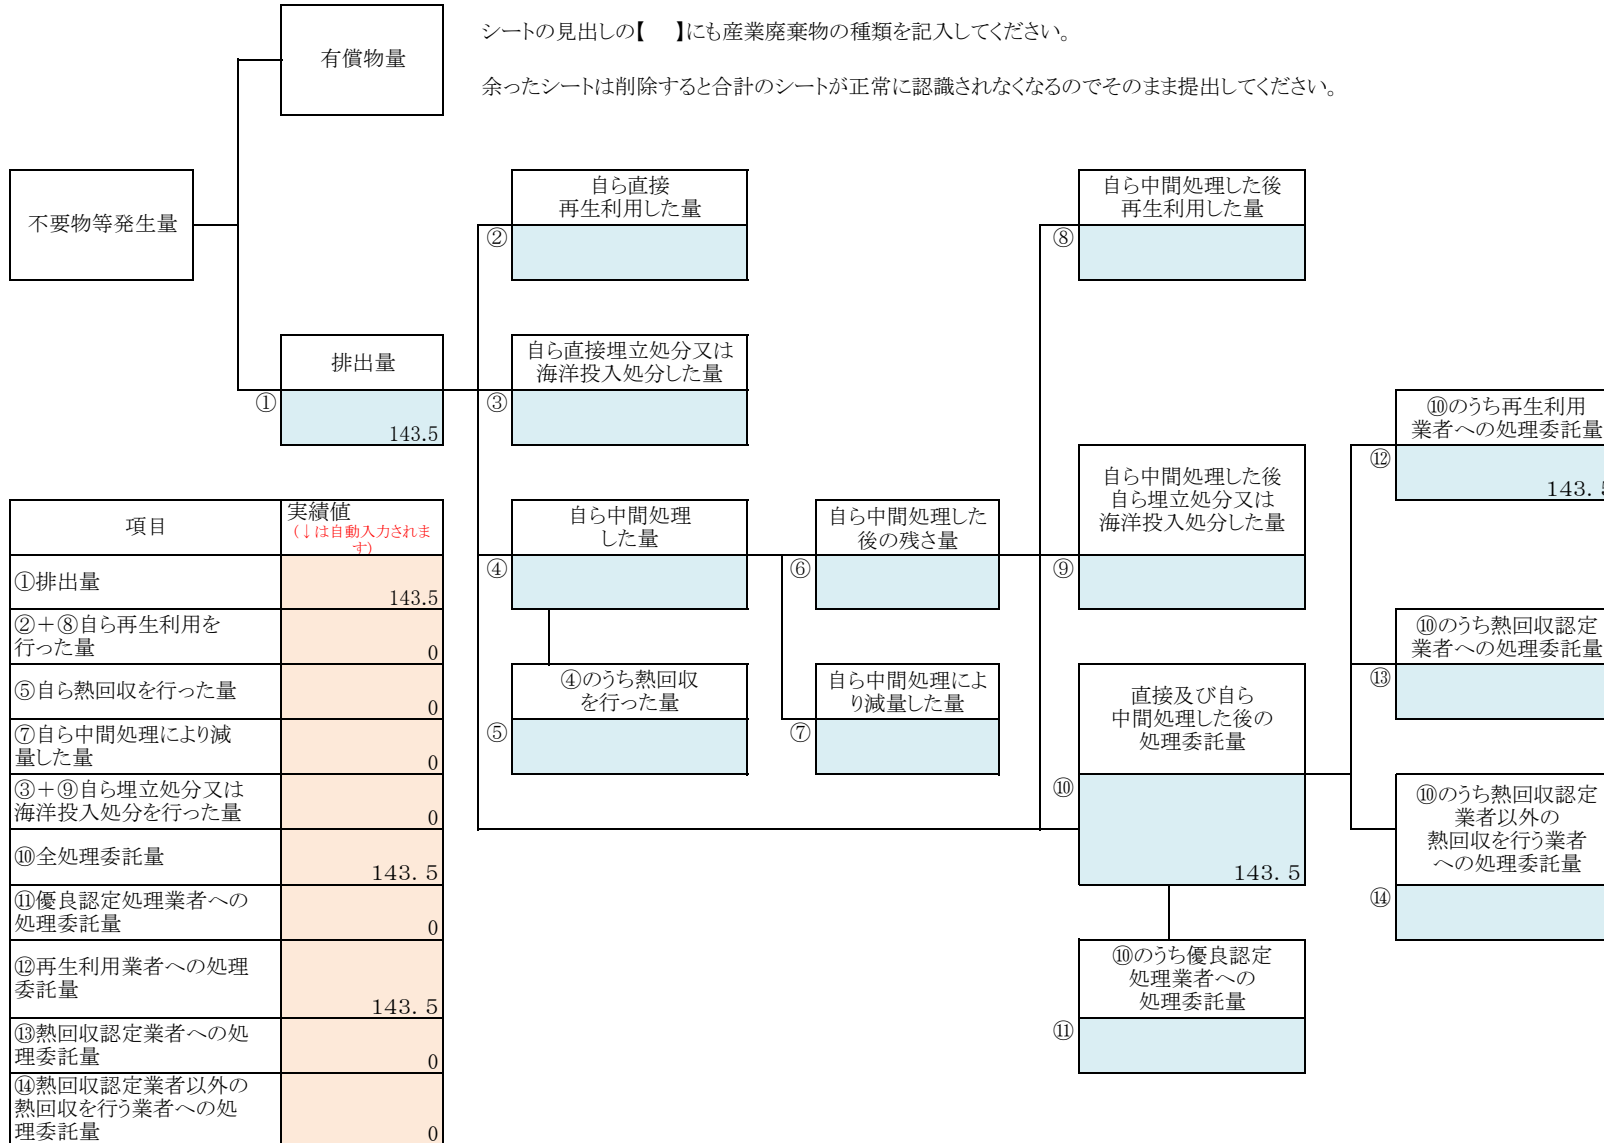 シートの見出しの【　】にも産業廃棄物の種類を記入してください。
余ったシートは削除すると合計のシートが正常に認識されなくなるのでそのまま提出してください。
有償物量
不要物等発生量
排出量
①
143.5
自ら直接
再生利用した量
②
自ら直接埋立処分又は
海洋投入処分した量
③
自ら中間処理
した量
④
④のうち熱回収
を行った量
⑤
自ら中間処理した
後の残さ量
⑥
自ら中間処理によ
り減量した量
⑦
自ら中間処理した後
再生利用した量
⑧
自ら中間処理した後
自ら埋立処分又は
海洋投入処分した量
⑨
直接及び自ら
中間処理した後の
処理委託量
⑩
143.5
⑩のうち優良認定
処理業者への
処理委託量
⑪
⑩のうち再生利用
業者への処理委託量
⑫
143.5
⑩のうち熱回収認定
業者への処理委託量
⑬
⑩のうち熱回収認定
業者以外の
熱回収を行う業者
への処理委託量
⑭
項目
実績値
(↓は自動入力されま
す)
①排出量
143.5
②＋⑧自ら再生利用を
行った量
0
⑤自ら熱回収を行った量
0
⑦自ら中間処理により減
量した量
0
③＋⑨自ら埋立処分又は
海洋投入処分を行った量
0
⑩全処理委託量
143.5
⑪優良認定処理業者への
処理委託量
0
⑫再生利用業者への処理
委託量
143.5
⑬熱回収認定業者への処
理委託量
0
⑭熱回収認定業者以外の
熱回収を行う業者への処
理委託量
0